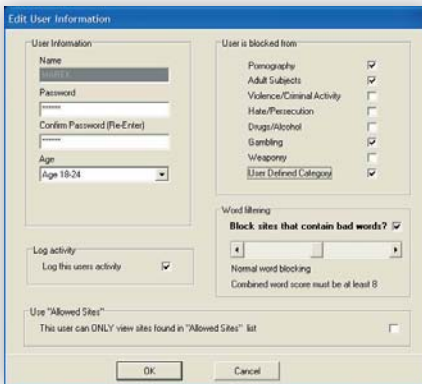 Edit User Information
User Information
Name
MAREK
Password
******
Confirm Password (Re-Enter)
******
Age
Age 18-24
Log activity
Log this users activity
User is blocked from
Pornography
Adult Subjects
Violence/Criminal Activity
Hate/Persecution
Drugs/Alcohol
Gambling
Weaponry
User Defined Category
Word filtering
Block sites that contain bad words?
Normal word blocking
Combined word score must be at least 8
Use "Allowed Sites"
This user can ONLY view sites found in "Allowed Sites" list
OK
Cancel